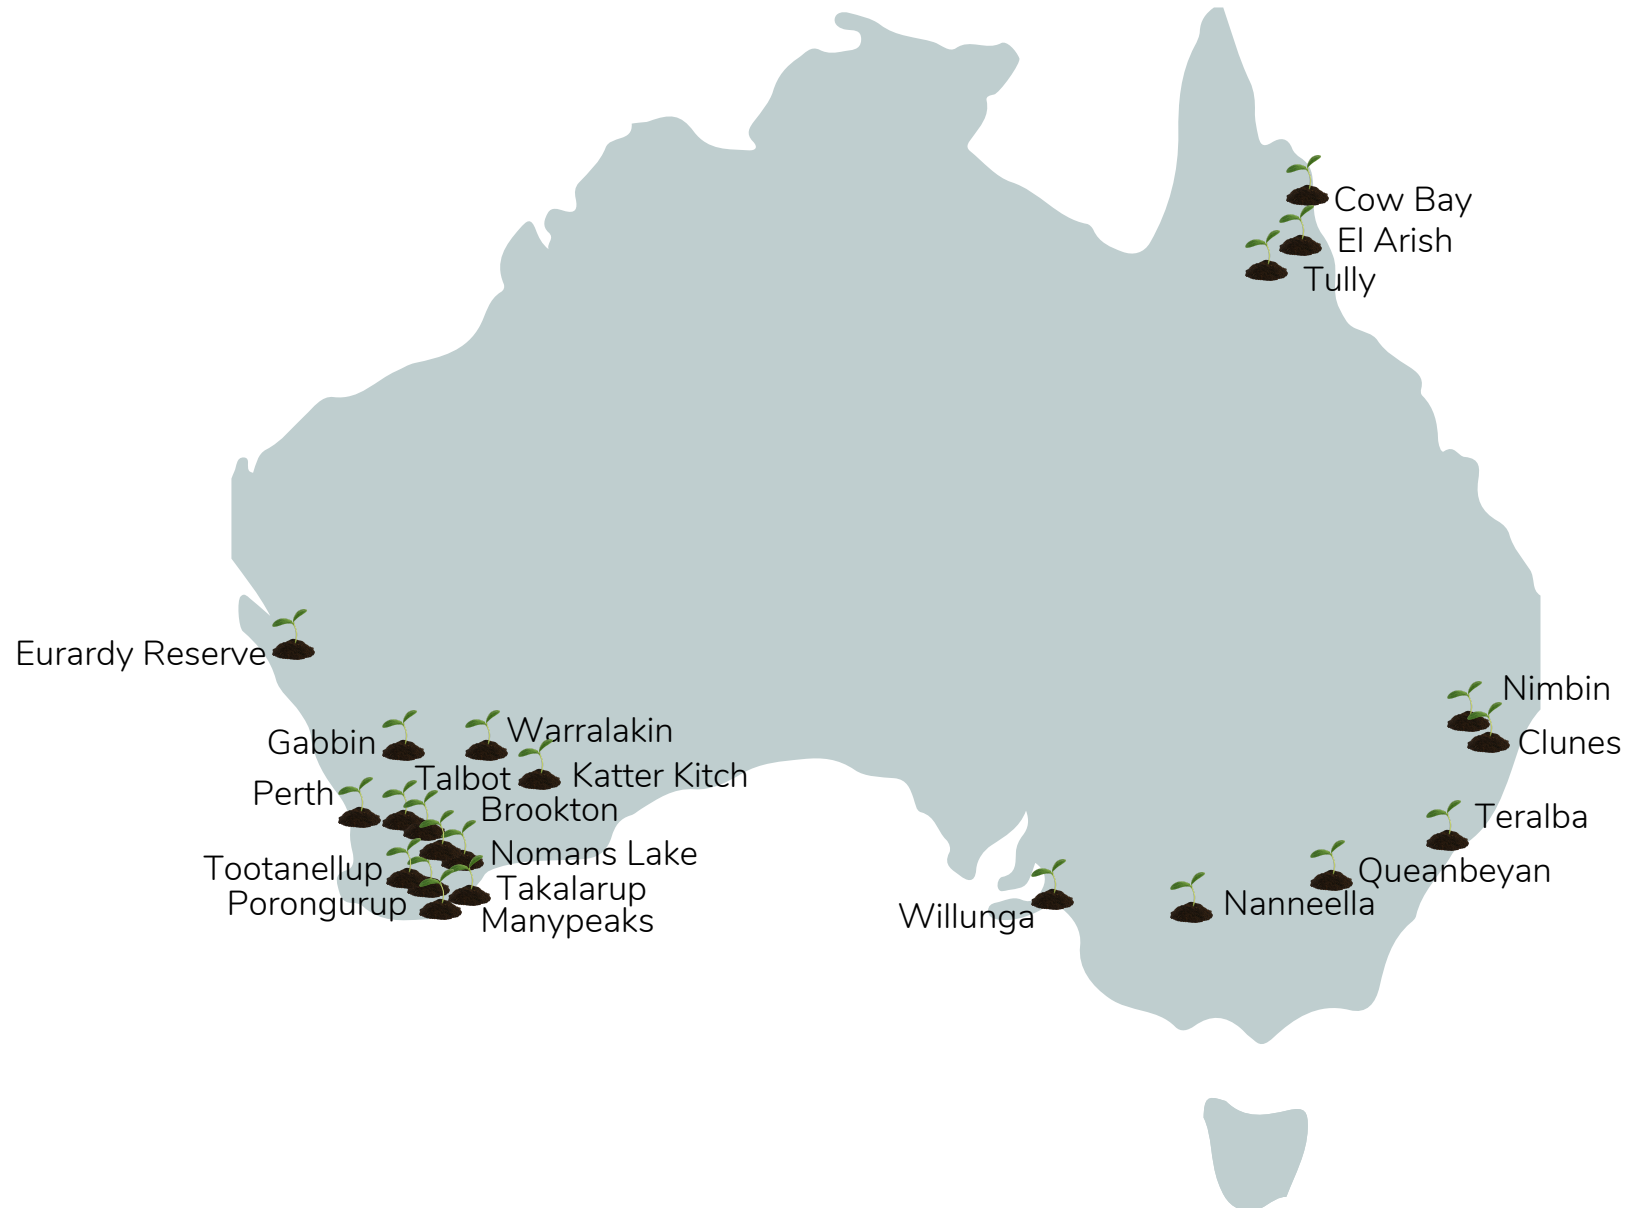 Cow Bay
El Arish
Tully
Eurardy Reserve
Nimbin
Warralakin
Gabbin
Clunes
Talbot
Katter Kitch
Perth
Brookton
Teralba
Nomans Lake
Tootanellup
Queanbeyan
Takalarup
Porongurup
Nanneella
Willunga
Manypeaks